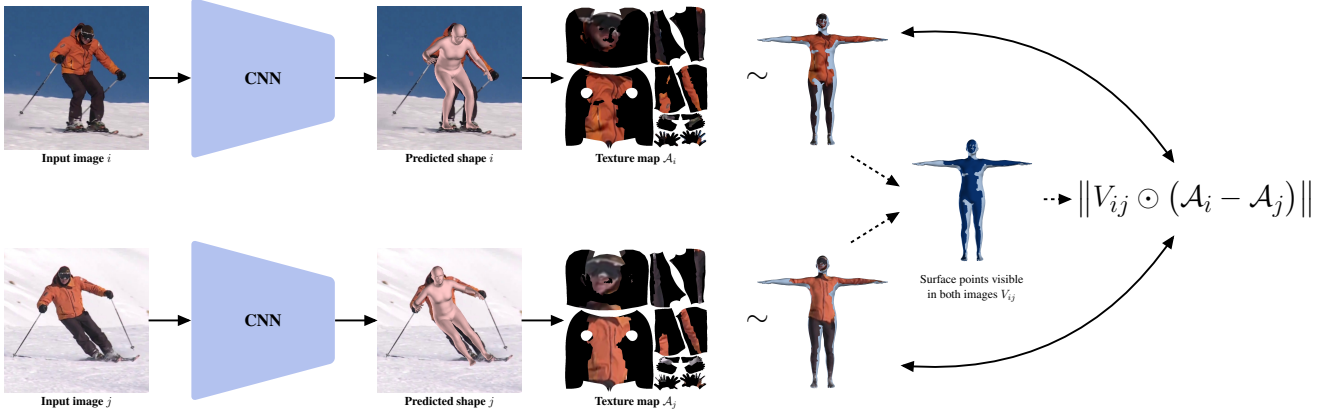 CNN
Input image i
Predicted shape i
Texture map 𝒜ᵢ
∼
‖Vᵢⱼ ⊙ (𝒜ᵢ − 𝒜ⱼ)‖
Surface points visible
in both images Vᵢⱼ
CNN
∼
Input image j
Predicted shape j
Texture map 𝒜ⱼ